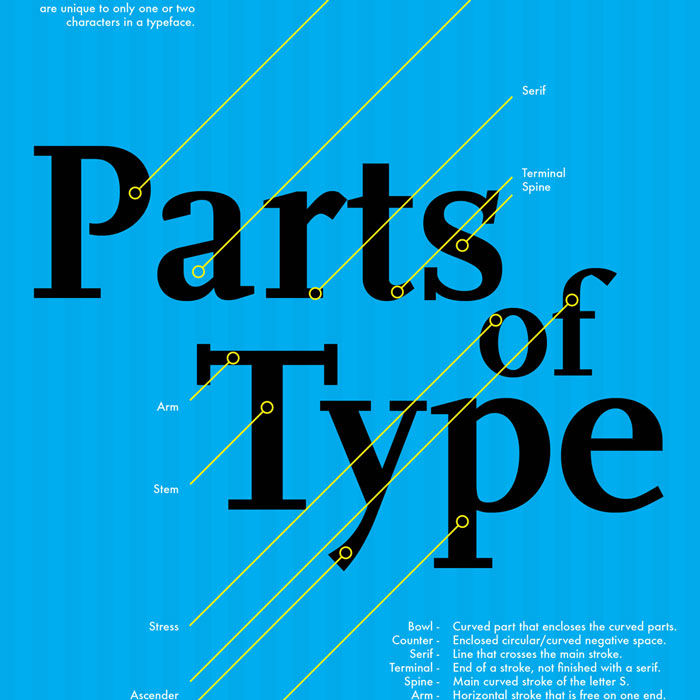 are unique to only one or two
characters in a typeface.
Serif
Terminal
Spine
Parts
of
Type
Arm
Stem
Stress
Ascender
Bowl - Curved part that encloses the curved parts.
Counter - Enclosed circular/curved negative space.
Serif - Line that crosses the main stroke.
Terminal - End of a stroke, not finished with a serif.
Spine - Main curved stroke of the letter S.
Arm - Horizontal stroke that is free on one end.